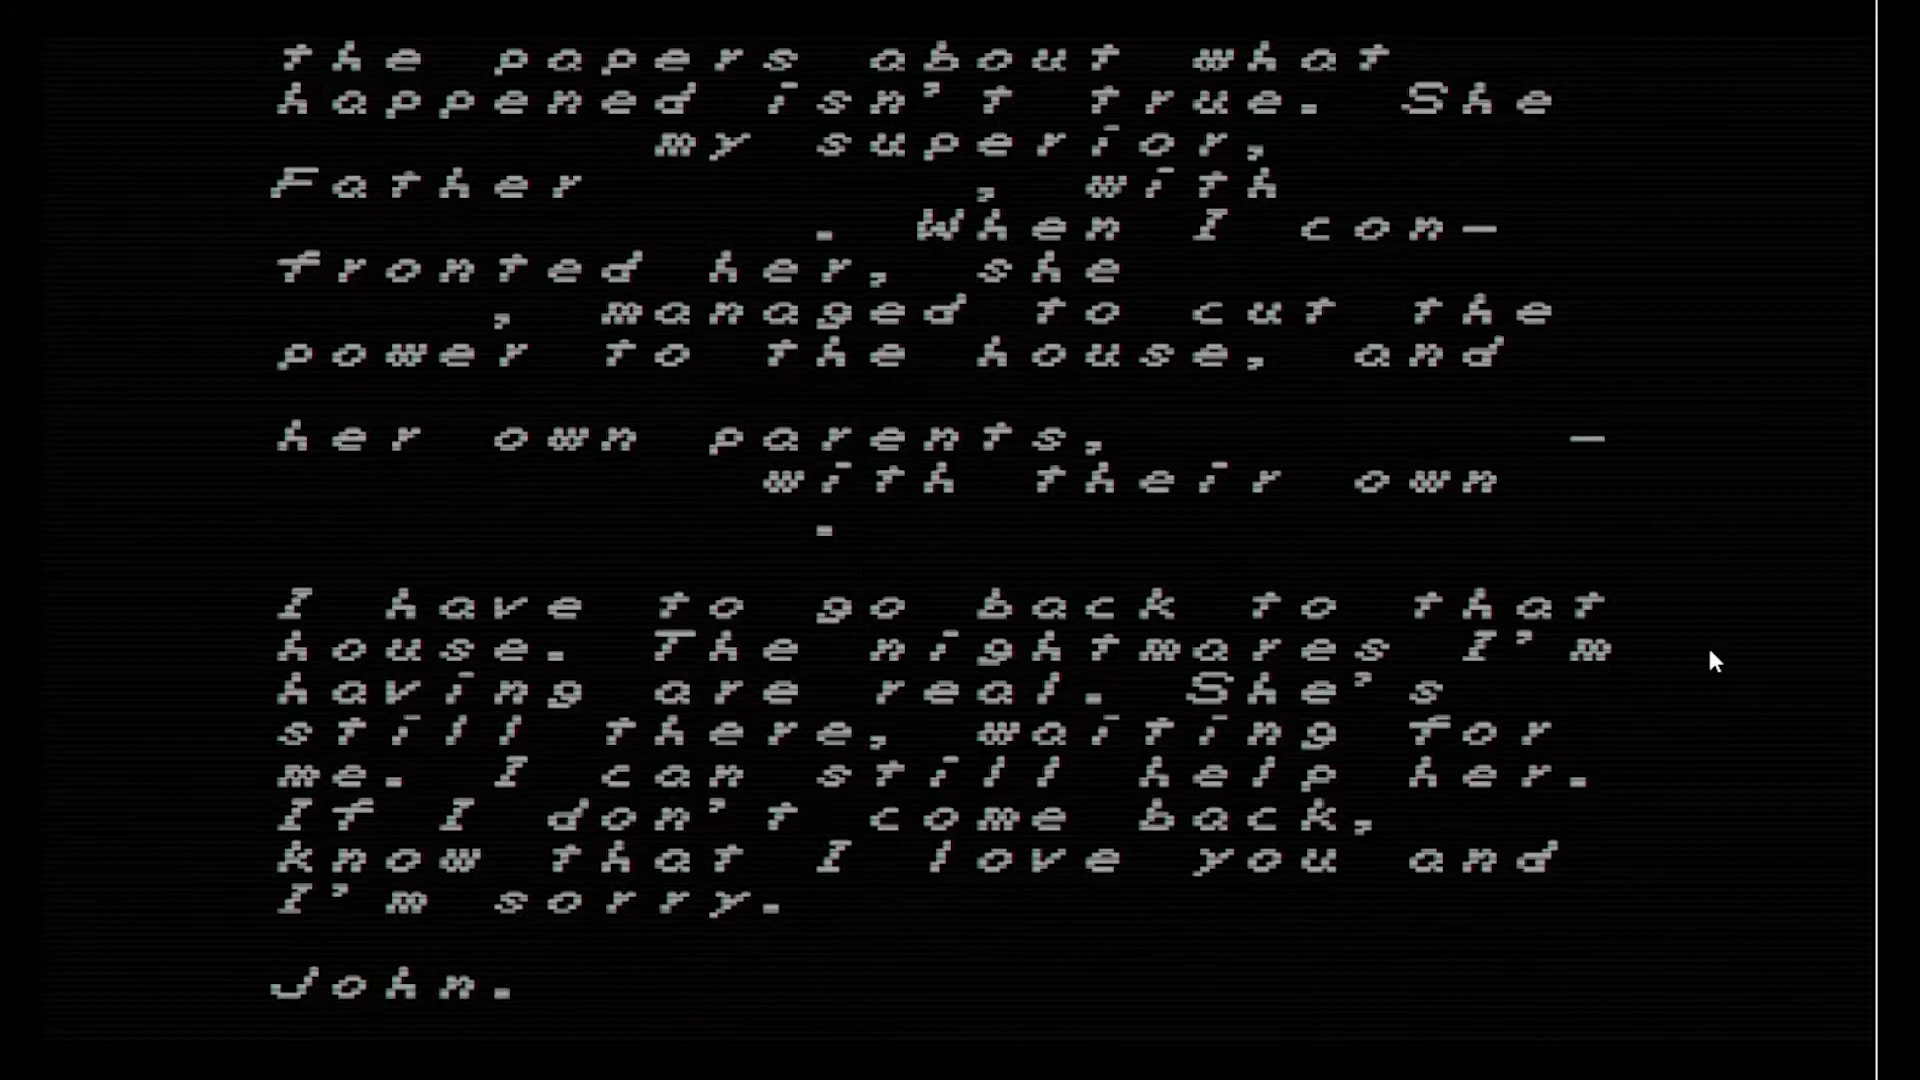 the papers about what
happened isn't true. She
my superior,
Father , with
. When I con-
fronted her, she
, managed to cut the
power to the house, and
her own parents, -
with their own
.
I have to go back to that
house. The nightmares I'm
having are real. She's
still there, waiting for
me. I can still help her.
If I don't come back,
know that I love you and
I'm sorry.
John.